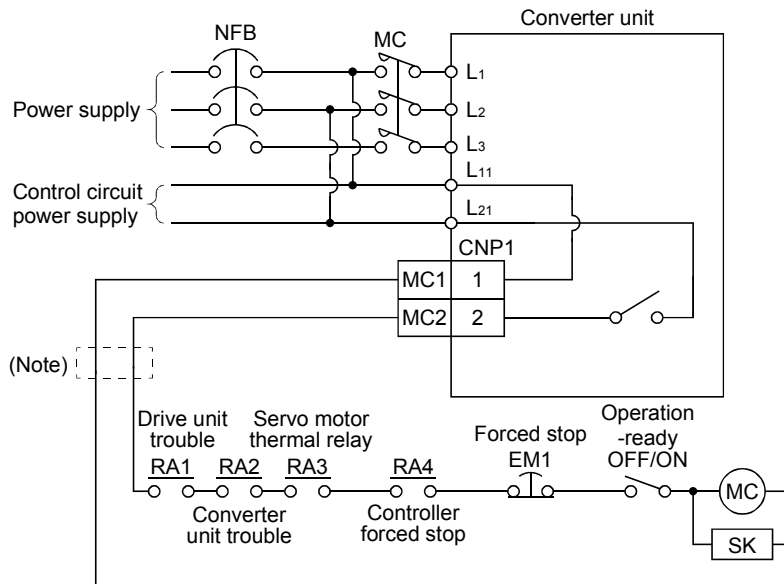 Converter unit
NFB
MC
Power supply
L1
L2
L3
L11
Control circuit
power supply
L21
CNP1
MC1
1
MC2
2
(Note)
Drive unit
trouble
RA1
RA2
Converter
unit trouble
Servo motor
thermal relay
RA3
RA4
Controller
forced stop
Forced stop
EM1
Operation
-ready
OFF/ON
MC
SK